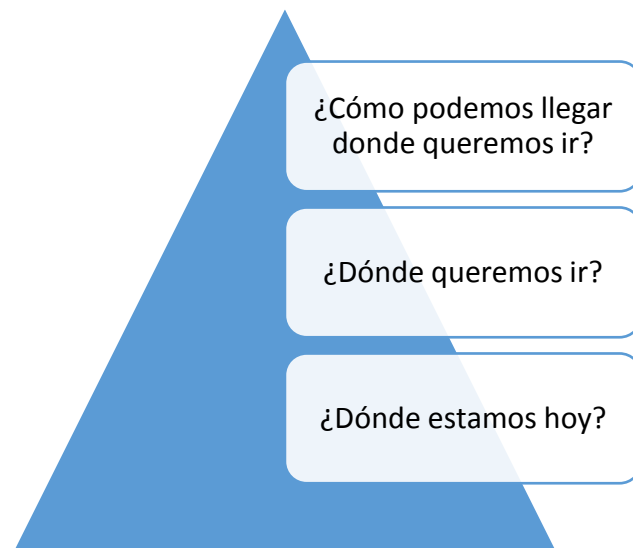 ¿Cómo podemos llegar
donde queremos ir?
¿Dónde queremos ir?
¿Dónde estamos hoy?